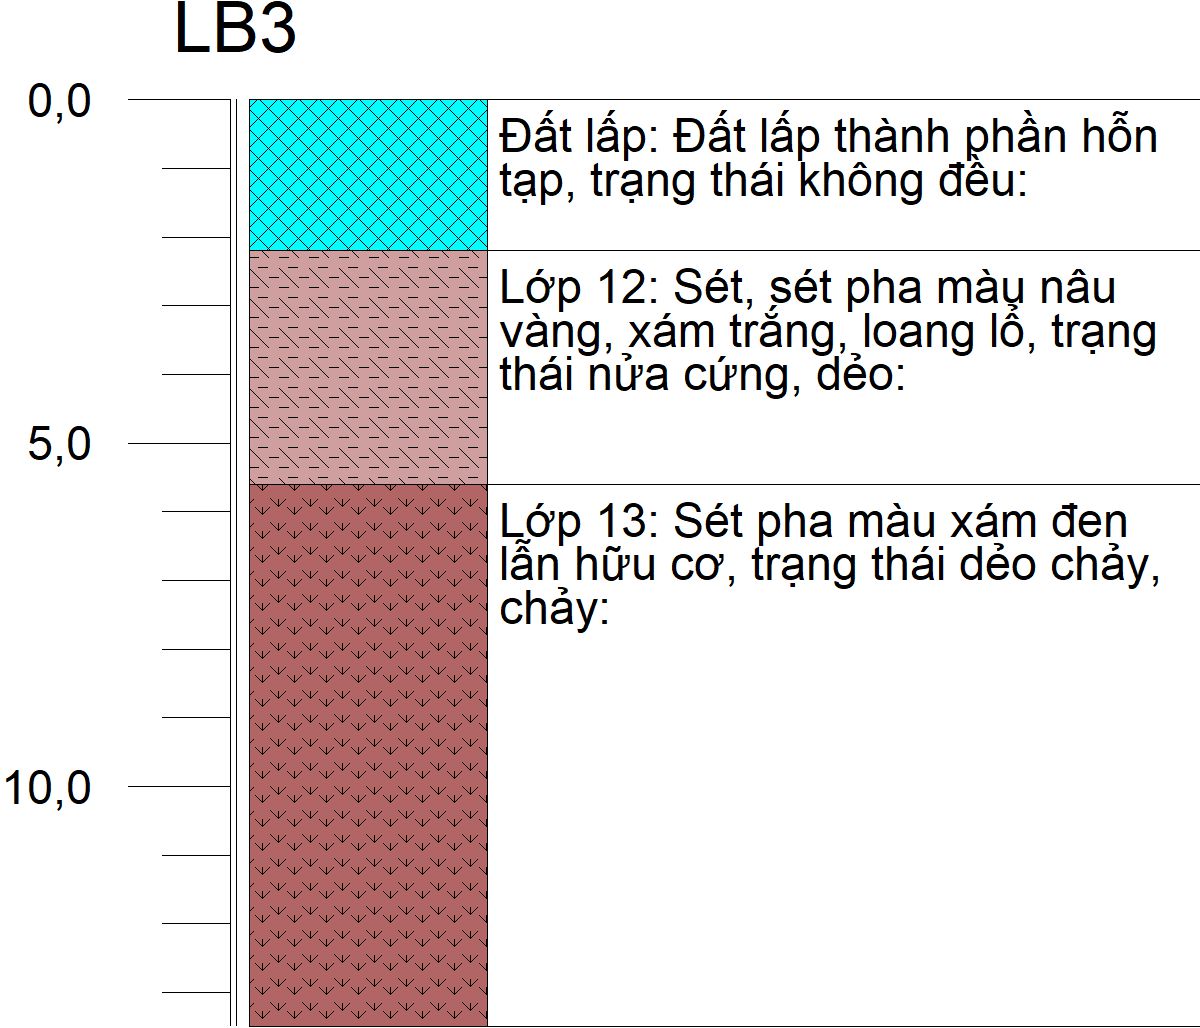 LB3
0,0
Đất lấp: Đất lấp thành phần hỗn
tạp, trạng thái không đều:
Lớp 12: Sét, sét pha màu nâu
vàng, xám trắng, loang lổ, trạng
thái nửa cứng, dẻo:
5,0
Lớp 13: Sét pha màu xám đen
lẫn hữu cơ, trạng thái dẻo chảy,
chảy:
10,0